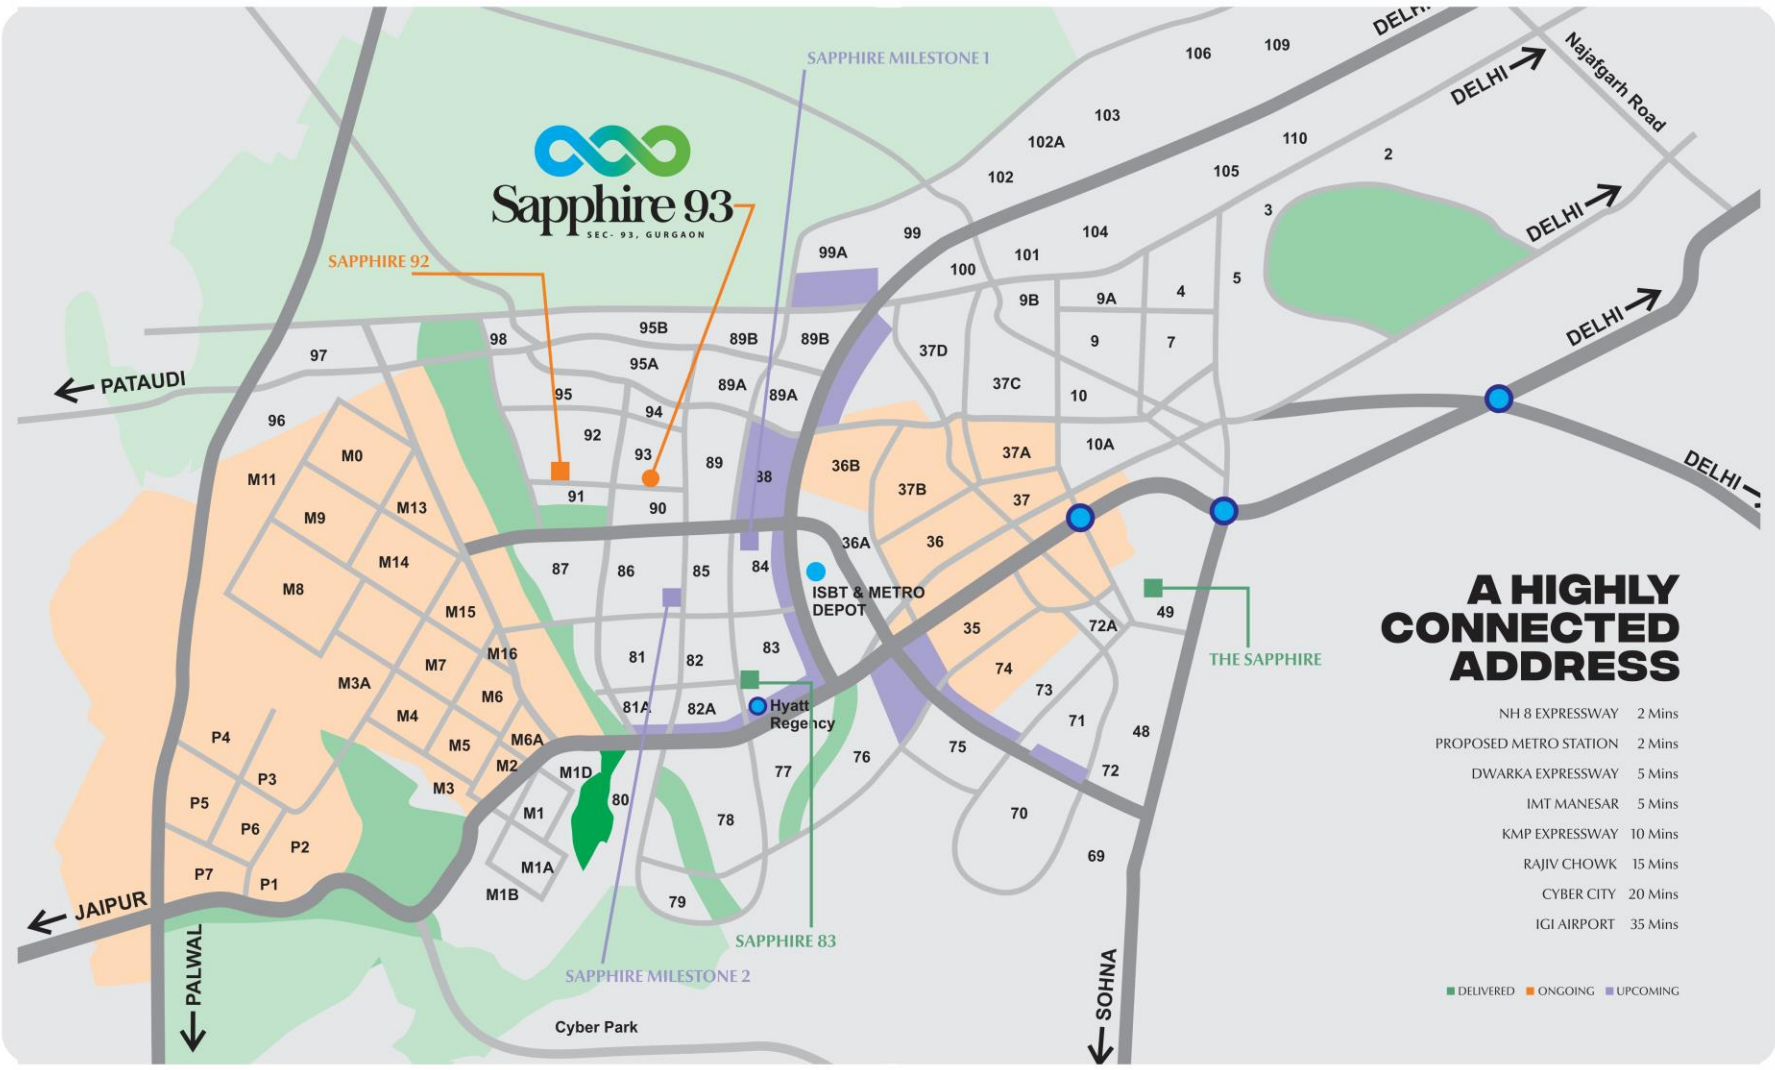 DELHI
106
109
Najafgarh Road
SAPPHIRE MILESTONE 1
DELHI
103
102A
110
2
105
102
Sapphire 93
SEC- 93, GURGAON
3
DELHI
99
104
99A
101
SAPPHIRE 92
100
5
4
9B
9A
DELHI
95B
98
89B
89B
9
7
37D
97
95A
PATAUDI
89A
37C
95
89A
10
94
96
92
10A
M0
93
37A
89
36B
DELHI
M11
88
37B
91
37
M13
90
M9
36A
36
M14
87
86
85
84
M8
ISBT & METRO
DEPOT
A HIGHLY
CONNECTED
ADDRESS
M15
49
35
72A
M16
83
81
82
THE SAPPHIRE
M7
74
M3A
73
M6
81A
82A
Hyatt
Regency
NH 8 EXPRESSWAY 2 Mins
M4
71
48
P4
M5
M6A
75
PROPOSED METRO STATION 2 Mins
76
M2
M1D
77
72
DWARKA EXPRESSWAY 5 Mins
P3
M3
80
P5
IMT MANESAR 5 Mins
M1
70
78
P6
KMP EXPRESSWAY 10 Mins
P2
69
M1A
RAJIV CHOWK 15 Mins
P7
P1
M1B
CYBER CITY 20 Mins
79
JAIPUR
IGI AIRPORT 35 Mins
SAPPHIRE 83
PALWAL
SAPPHIRE MILESTONE 2
SOHNA
DELIVERED ONGOING UPCOMING
Cyber Park